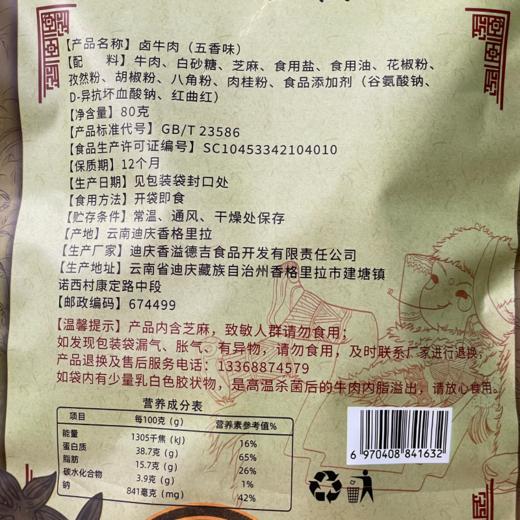 【产品名称】卤牛肉（五香味）
【配　　料】牛肉、白砂糖、芝麻、食用盐、食用油、花椒粉、
孜然粉、胡椒粉、八角粉、肉桂粉、食品添加剂（谷氨酸钠、
D-异抗坏血酸钠、红曲红）
【净含量】80克
【产品标准代号】GB/T 23586
【食品生产许可证编号】SC10453342104010
【保质期】12个月
【生产日期】见包装袋封口处
【食用方法】开袋即食
【贮存条件】常温、通风、干燥处保存
【产地】云南迪庆香格里拉
【生产厂家】迪庆香溢德吉食品开发有限责任公司
【生产地址】云南省迪庆藏族自治州香格里拉市建塘镇
诺西村康定路中段
【邮政编码】674499
【温馨提示】产品内含芝麻，致敏人群请勿食用；
如发现包装袋漏气、胀气、有异物，请勿食用，及时联系厂家进行退换；
产品退换及售后服务电话：13368874579
如袋内有少量乳白色胶状物，是高温杀菌后的牛肉内脂溢出，请放心食用。
营养成分表
项目 每100克(g) 营养素参考值%
能量 1305千焦(kJ) 16%
蛋白质 38.7克(g) 65%
脂肪 15.7克(g) 26%
碳水化合物 3.9克(g) 1%
钠 841毫克(mg) 42%
6 970408 841632